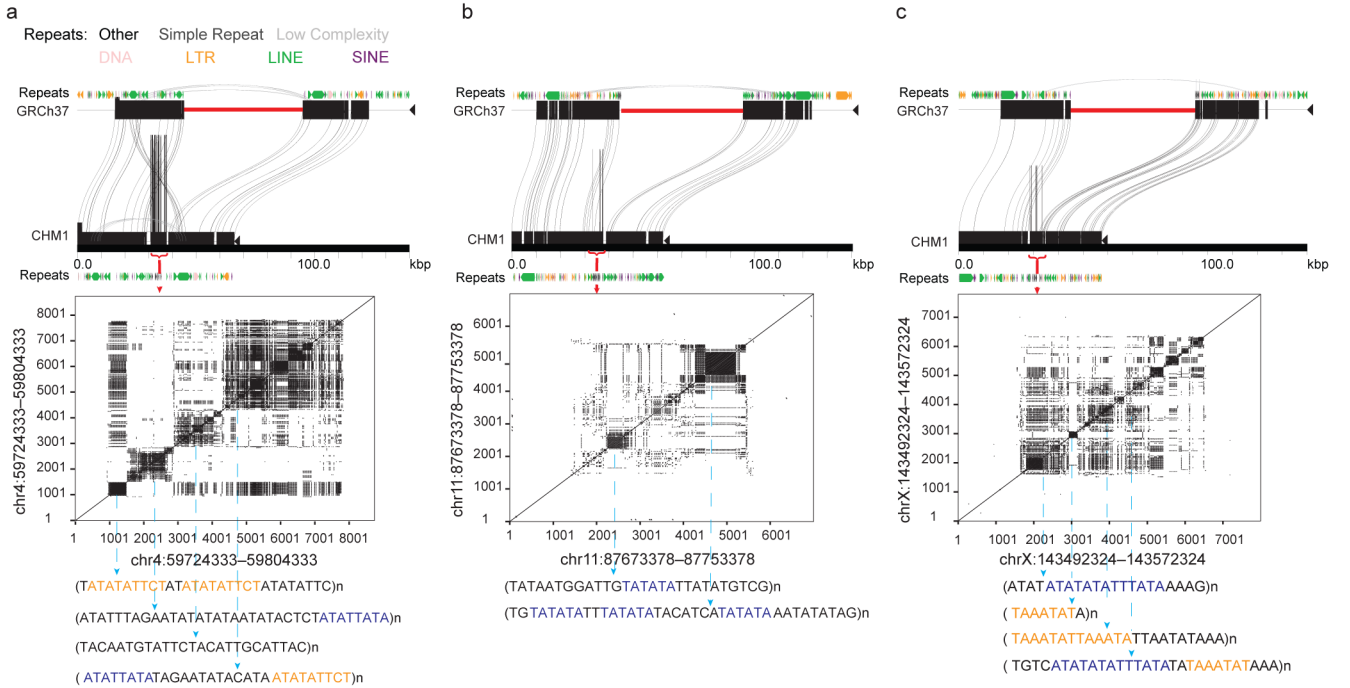 a
b
c
Repeats: Other Simple Repeat Low Complexity
DNA LTR LINE SINE
Repeats
GRCh37
CHM1
0.0 100.0 kbp
Repeats
chr4:59724333–59804333
8001
7001
6001
5001
4001
3001
2001
1001
1
1 1001 2001 3001 4001 5001 6001 7001 8001
chr4:59724333–59804333
(TATATATTCTATATATATTCTATATATTC)n
(ATATTTAGAATATATATAATATACTCTATATTATA)n
(TACAATGTATTCTACATTGCATTAC)n
( ATATTATATAGAATATACATAATATATTCT)n
Repeats
GRCh37
CHM1
0.0 100.0 kbp
Repeats
chr11:87673378–87753378
6001
5001
4001
3001
2001
1001
1
1 1001 2001 3001 4001 5001 6001
chr11:87673378–87753378
(TATAATGGATTGTATATATTATATGTCG)n
(TGTATATATTTATATATACATCATATATAAATATATAG)n
Repeats
GRCh37
CHM1
0.0 100.0 kbp
Repeats
chrX:143492324–143572324
7001
6001
5001
4001
3001
2001
1001
1
1 1001 2001 3001 4001 5001 6001 7001
chrX:143492324–143572324
(ATATATATATATTTATAAAAG)n
( TAAATATA)n
( TAAATATTAAATATTAATATAAA)n
( TGTCATATATATTTATATATAAATATAAA)n